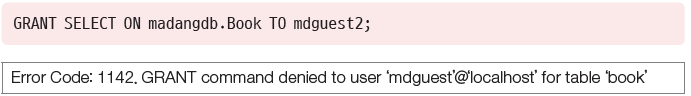 GRANT SELECT ON madangdb.Book TO mdguest2;
Error Code: 1142. GRANT command denied to user ‘mdguest’@‘localhost’ for table ‘book’